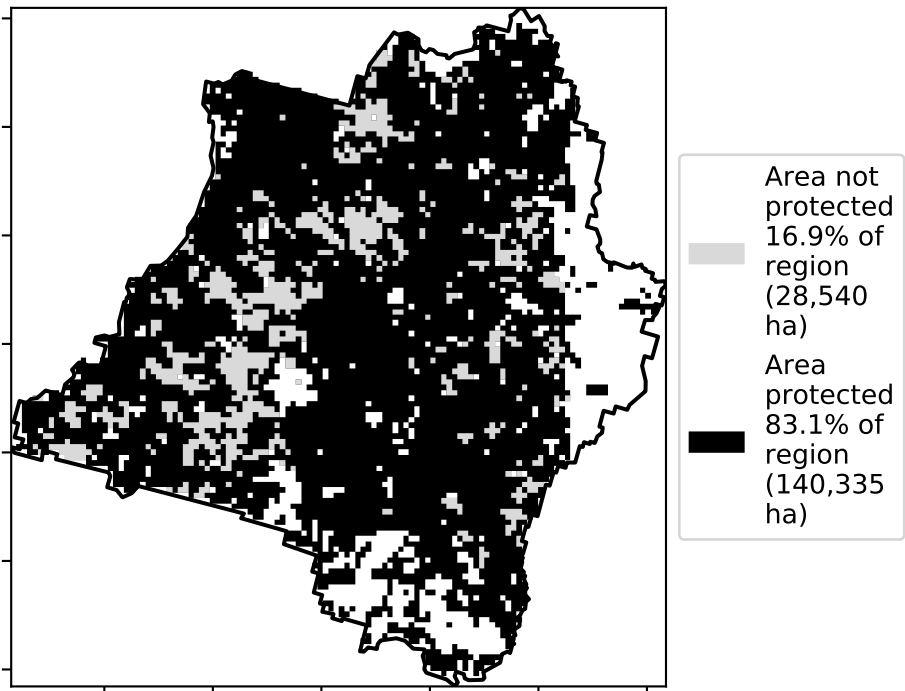 Area not
protected
16.9% of
region
(28,540
ha)
Area
protected
83.1% of
region
(140,335
ha)